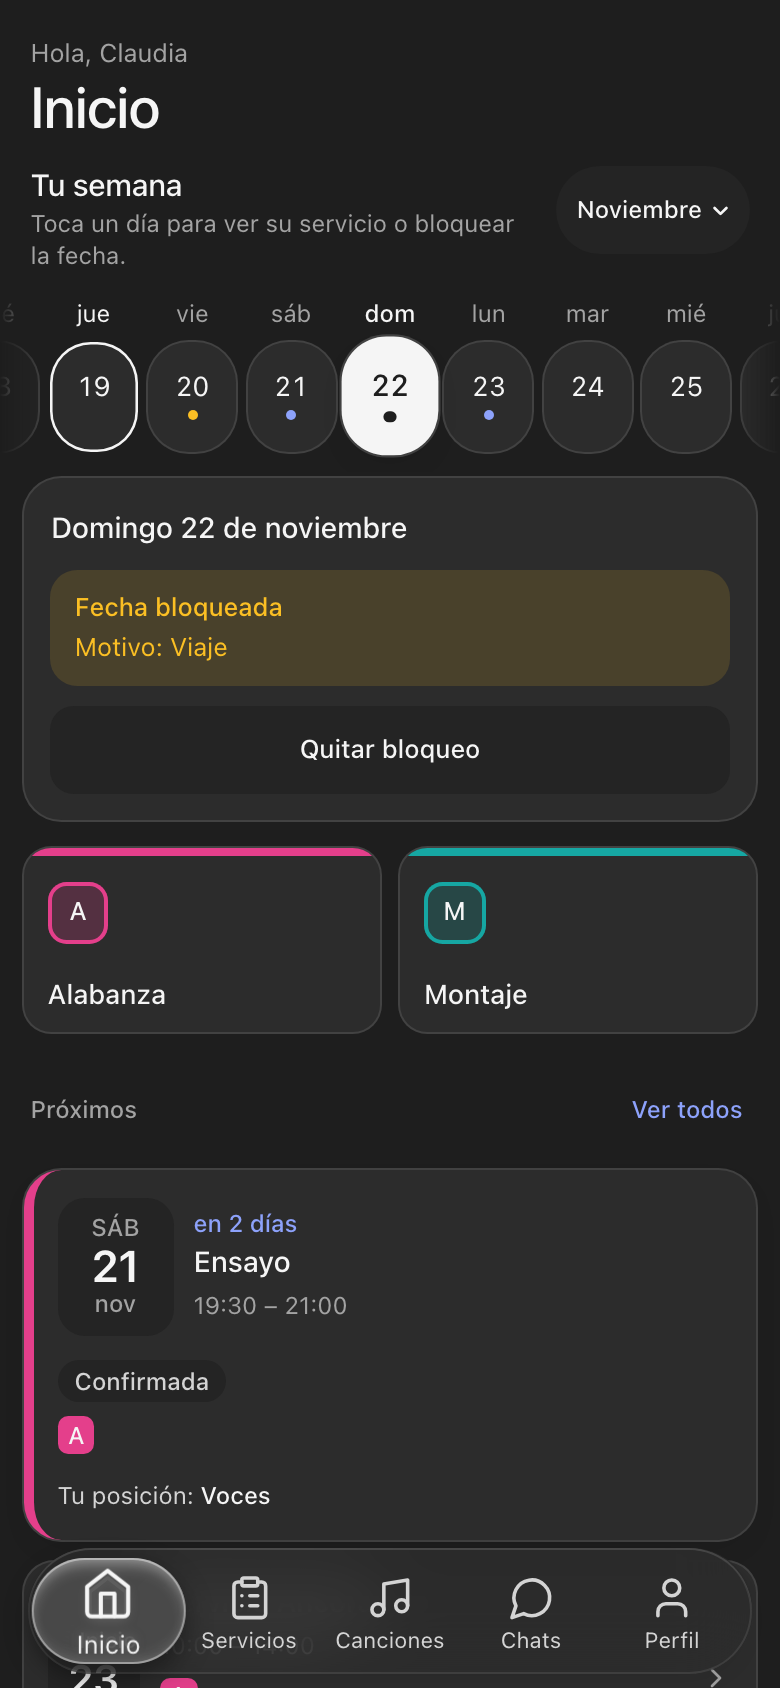 Hola, Claudia
Inicio
Tu semana
Toca un día para ver su servicio o bloquear
la fecha.
Noviembre
jue vie sáb dom lun mar mié
19 20 21 22 23 24 25
Domingo 22 de noviembre
Fecha bloqueada
Motivo: Viaje
Quitar bloqueo
A
Alabanza
M
Montaje
Próximos
Ver todos
SÁB
21
nov
en 2 días
Ensayo
19:30 – 21:00
Confirmada
A
Tu posición: Voces
Inicio Servicios Canciones Chats Perfil
23